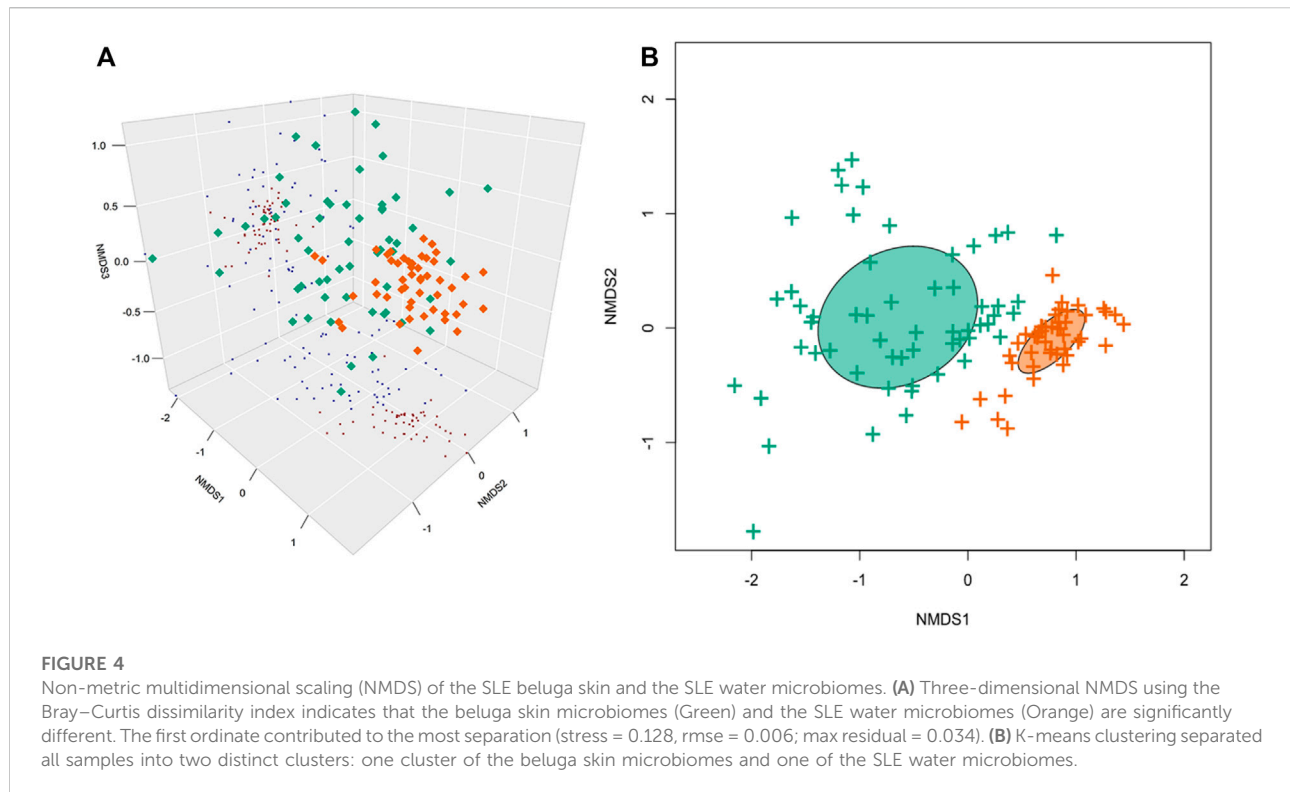 A
1.0
0.5
0.0
-0.5
-1.0
NMDS3
-2
-1
0
1
NMDS1
-1
0
1
NMDS2
B
2
1
0
-1
NMDS2
-2 -1 0 1 2
NMDS1
FIGURE 4
Non-metric multidimensional scaling (NMDS) of the SLE beluga skin and the SLE water microbiomes. (A) Three-dimensional NMDS using the
Bray–Curtis dissimilarity index indicates that the beluga skin microbiomes (Green) and the SLE water microbiomes (Orange) are significantly
different. The first ordinate contributed to the most separation (stress = 0.128, rmse = 0.006; max residual = 0.034). (B) K-means clustering separated
all samples into two distinct clusters: one cluster of the beluga skin microbiomes and one of the SLE water microbiomes.